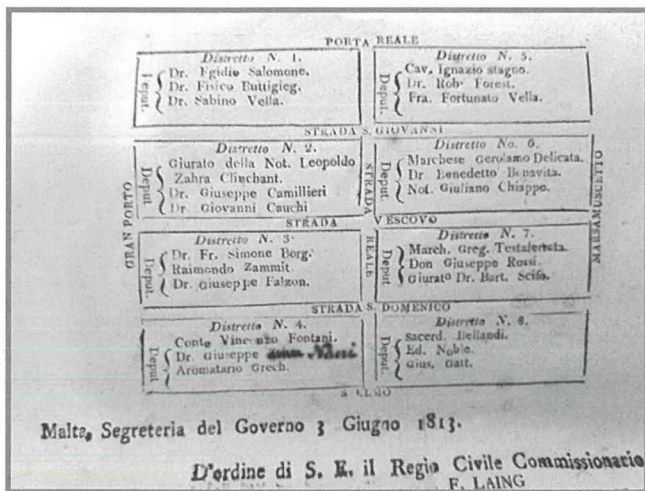 PORTA REALE
Distretto N. 1.
Deput.
Dr. Egidio Salomone.
Dr. Fisico Buttigieg.
Dr. Sabino Vella.
Distretto N. 5.
Deput.
Cav. Ignazio stagno.
Dr. Rob. Forest.
Fra. Fortunato Vella.
STRADA S. GIOVANNI
GRAN PORTO
Distretto N. 2.
Deput
Giurato della Not. Leopoldo
Zahra Clinchant.
Dr. Giuseppe Camillieri
Dr. Giovanni Cauchi
STRADA REALE
Distretto No. 6.
Deput
Marchese Gerolamo Delicata.
Dr Benedetto Bonavita.
Not. Giuliano Chiappe.
MARSAMUSCETTO
STRADA VESCOVO
Distretto N. 3.
Deput.
Dr. Fr. Simone Borg.
Raimondo Zammit.
Dr. Giuseppe Falzon.
Distretto N. 7.
Deput
March. Greg. Testaferrata.
Don Giuseppe Rossi.
Giurato Dr. Bart. Scifo.
STRADA S. DOMENICO
Distretto N. 4.
Deput
Conte Vincenzo Fontani.
Dr. Giuseppe Nani
Aromatario Grech.
Distretto N. 8.
Deput.
Sacerd. Bellandi.
Ed. Noble.
Gius. Gatt.
S ELMO
Malta, Segreteria del Governo 3 Giugno 1813.
D'ordine di S. E. il Regio Civile Commissionario
F. LAING